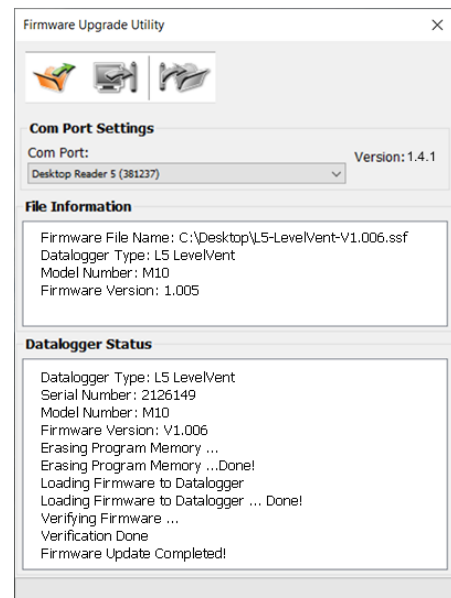 Firmware Upgrade Utility
Com Port Settings
Com Port:
Version: 1.4.1
Desktop Reader 5 (381237)
File Information
Firmware File Name: C:\Desktop\L5-LevelVent-V1.006.ssf
Datalogger Type: L5 LevelVent
Model Number: M10
Firmware Version: 1.005
Datalogger Status
Datalogger Type: L5 LevelVent
Serial Number: 2126149
Model Number: M10
Firmware Version: V1.006
Erasing Program Memory ...
Erasing Program Memory ...Done!
Loading Firmware to Datalogger
Loading Firmware to Datalogger ... Done!
Verifying Firmware ...
Verification Done
Firmware Update Completed!